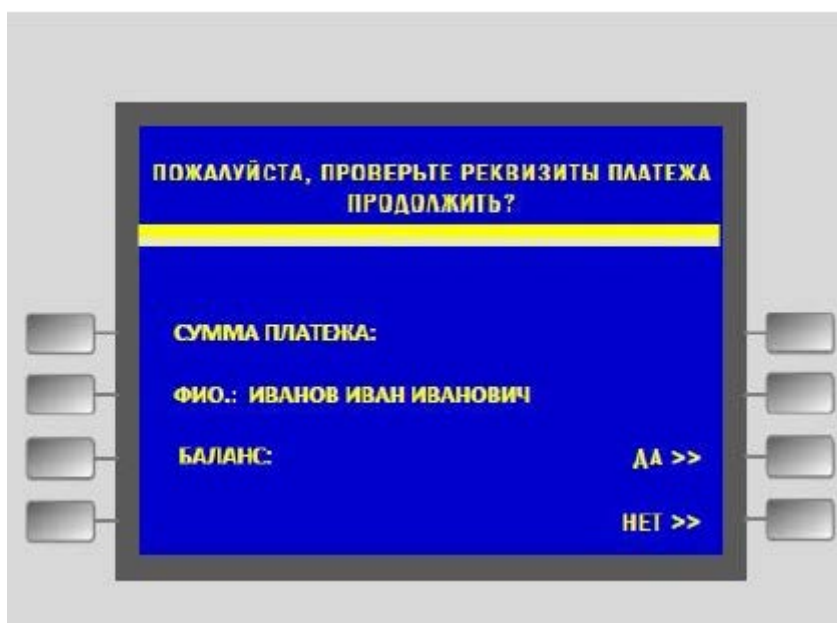 ПОЖАЛУЙСТА, ПРОВЕРЬТЕ РЕКВИЗИТЫ ПЛАТЕЖА
ПРОДОЛЖИТЬ?
СУММА ПЛАТЕЖА:
ФИО.: ИВАНОВ ИВАН ИВАНОВИЧ
БАЛАНС:
ДА >>
НЕТ >>